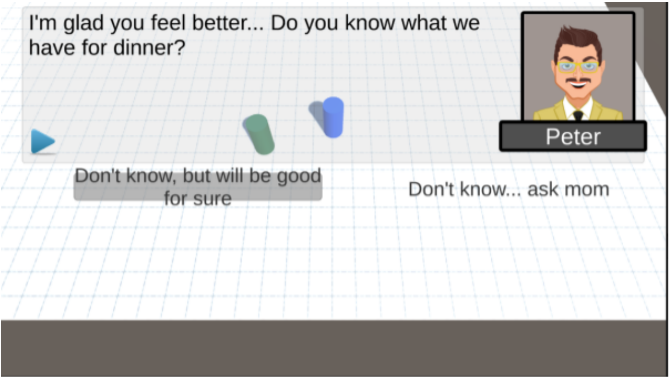 I'm glad you feel better... Do you know what we
have for dinner?
Peter
Don't know, but will be good
for sure
Don't know... ask mom